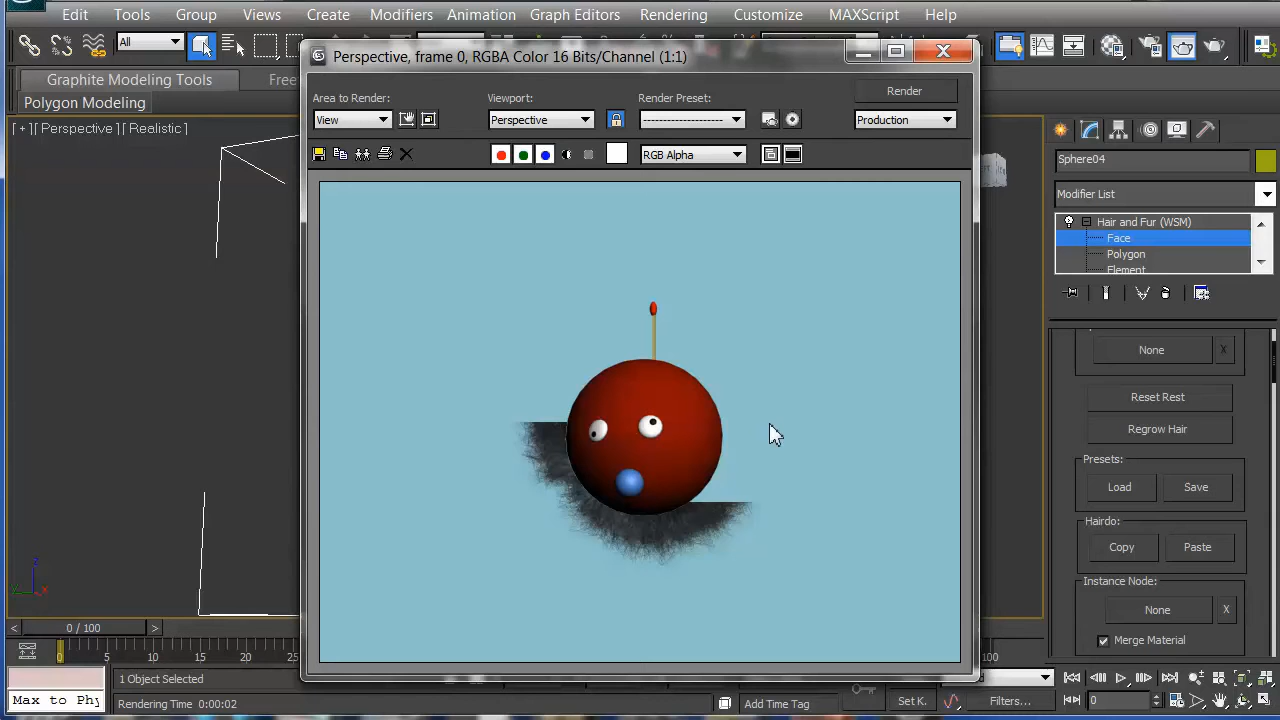 Edit Tools Group Views Create Modifiers Animation Graph Editors Rendering Customize MAXScript Help
All
Perspective, frame 0, RGBA Color 16 Bits/Channel (1:1)
Graphite Modeling Tools
Free
Polygon Modeling
Area to Render:
Viewport:
Render Preset:
Render
View
Perspective
--------------------
Production
RGB Alpha
[ + ][ Perspective ][ Realistic ]
Sphere04
Modifier List
Hair and Fur (WSM)
Face
Polygon
Element
None X
Reset Rest
Regrow Hair
Presets:
Load Save
Hairdo:
Copy Paste
Instance Node:
None X
Merge Material
z
y x
< 0 / 100 >
0 5 10 15 20 25 100
1 Object Selected
Max to Phy
Rendering Time 0:00:02
Add Time Tag
Set K.
Filters...
0